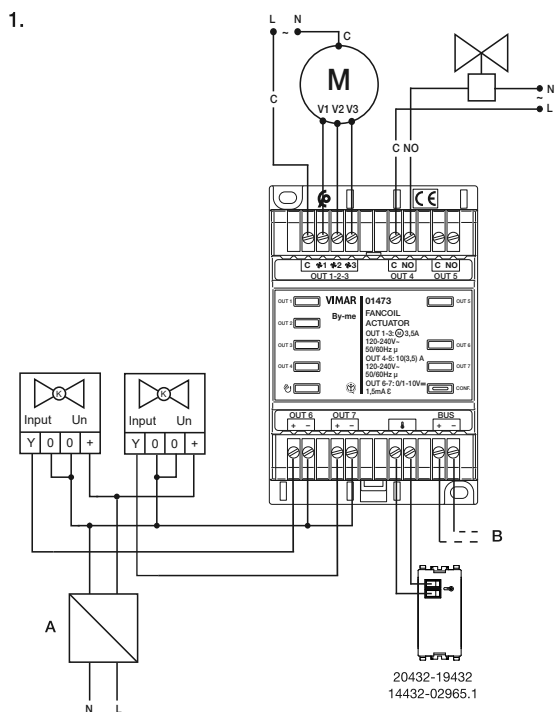 1.
L N
~
C
C
M
V1 V2 V3
N
~
L
C NO
CE
C 1 2 3
OUT 1-2-3
C NO
OUT 4
C NO
OUT 5
VIMAR
By-me
01473
FANCOIL
ACTUATOR
OUT 1-3: M 3,5A
120-240V~
50/60Hz µ
OUT 4-5: 10(3,5) A
120-240V~
50/60Hz µ
OUT 6-7: 0/1-10V
1,5mA
OUT 1
OUT 2
OUT 3
OUT 4
OUT 5
OUT 6
OUT 7
CONF.
OUT 6
+ −
OUT 7
+ −
BUS
+ −
K
Input Un
Y 0 0 +
K
Input Un
Y 0 0 +
B
A
N L
20432-19432
14432-02965.1